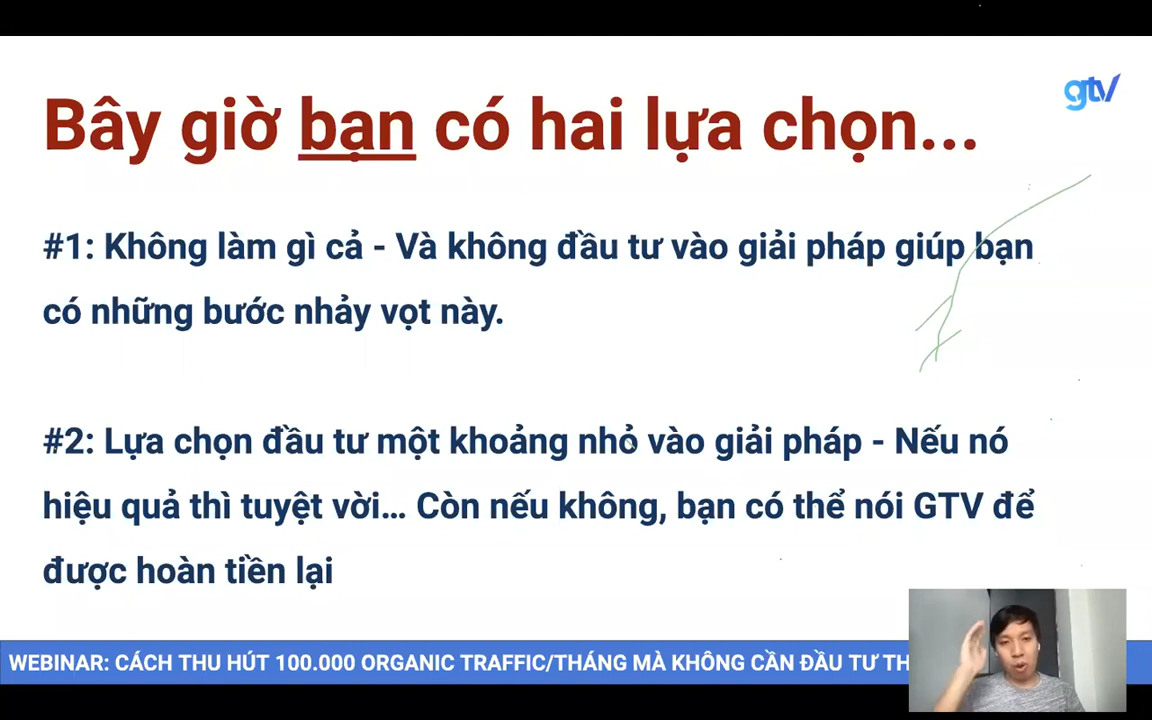 gtv
Bây giờ bạn có hai lựa chọn...
#1: Không làm gì cả - Và không đầu tư vào giải pháp giúp bạn
có những bước nhảy vọt này.
#2: Lựa chọn đầu tư một khoảng nhỏ vào giải pháp - Nếu nó
hiệu quả thì tuyệt vời... Còn nếu không, bạn có thể nói GTV để
được hoàn tiền lại
WEBINAR: CÁCH THU HÚT 100.000 ORGANIC TRAFFIC/THÁNG MÀ KHÔNG CẦN ĐẦU TƯ TH